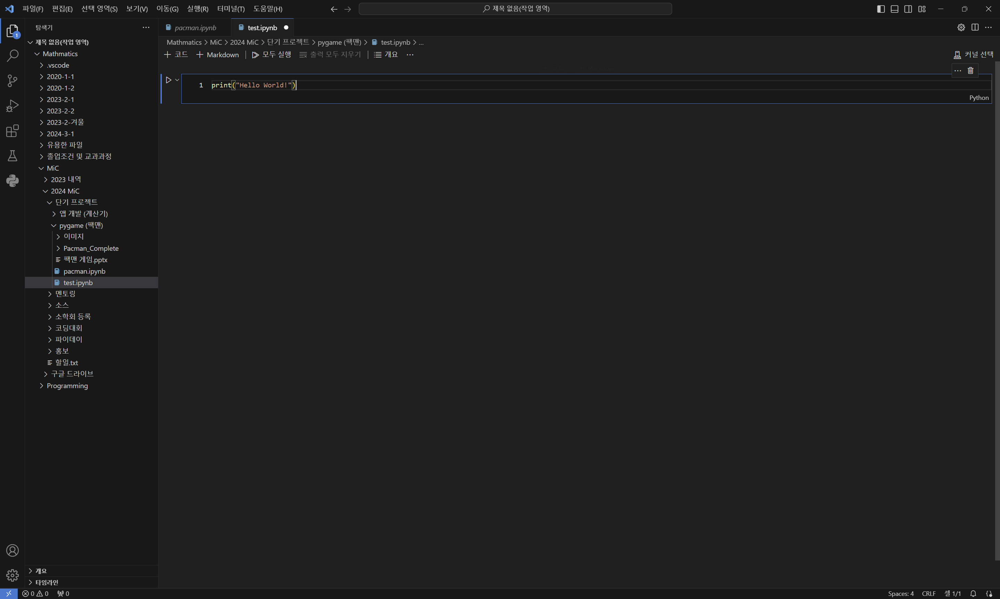 파일(F) 편집(E) 선택 영역(S) 보기(V) 이동(G) 실행(R) 터미널(T) 도움말(H) 제목 없음(작업 영역)
탐색기
pacman.ipynb test.ipynb
1
Mathmatics > MiC > 2024 MiC > 단기 프로젝트 > pygame (팩맨) > test.ipynb > ...
코드 Markdown 모두 실행 출력 모두 지우기 개요 ... 커널 선택
1 print("Hello World!")
Python
제목 없음(작업 영역)
Mathmatics
.vscode
2020-1-1
2020-1-2
2023-2-1
2023-2-2
2023-2-겨울
2024-3-1
유용한 파일
졸업조건 및 교과과정
MiC
2023 내역
2024 MiC
단기 프로젝트
앱 개발 (계산기)
pygame (팩맨)
이미지
Pacman_Complete
팩맨 게임.pptx
pacman.ipynb
test.ipynb
멘토링
소스
소학회 등록
코딩대회
파이데이
홍보
할일.txt
구글 드라이브
Programming
개요
타임라인
0 0 0 Spaces: 4 CRLF 셀 1/1